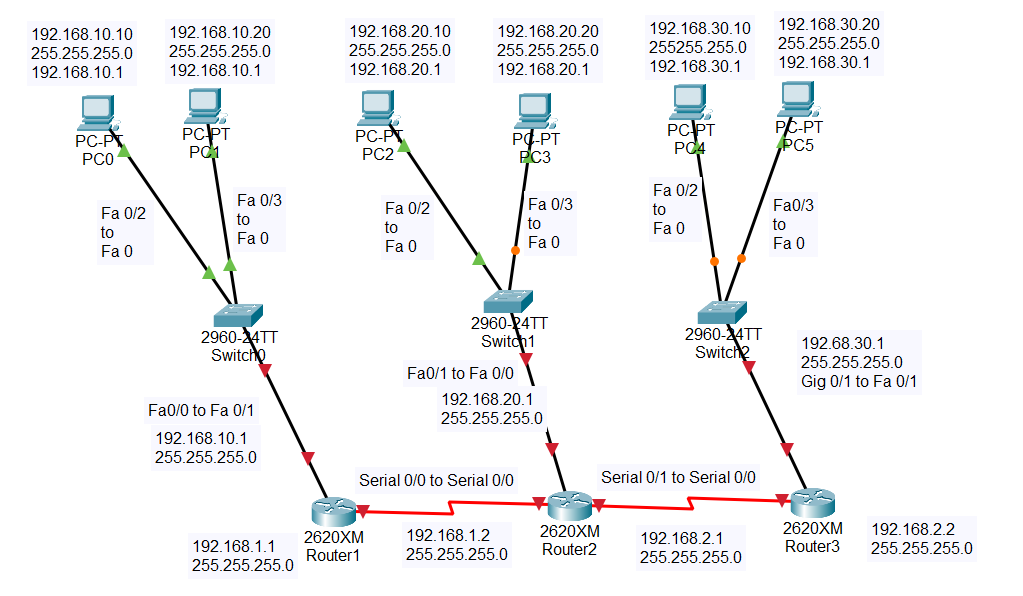 192.168.10.10
255.255.255.0
192.168.10.1
192.168.10.20
255.255.255.0
192.168.10.1
192.168.20.10
255.255.255.0
192.168.20.1
192.168.20.20
255.255.255.0
192.168.20.1
192.168.30.10
255255.255.0
192.168.30.1
192.168.30.20
255.255.255.0
192.168.30.1
PC-PT
PC0
PC-PT
PC1
PC-PT
PC2
PC-PT
PC3
PC-PT
PC4
PC-PT
PC5
Fa 0/2
to
Fa 0
Fa 0/3
to
Fa 0
Fa 0/2
to
Fa 0
Fa 0/3
to
Fa 0
Fa 0/2
to
Fa 0
Fa0/3
to
Fa 0
2960-24TT
Switch0
2960-24TT
Switch1
2960-24TT
Switch2
192.68.30.1
255.255.255.0
Gig 0/1 to Fa 0/1
Fa0/1 to Fa 0/0
192.168.20.1
255.255.255.0
Fa0/0 to Fa 0/1
192.168.10.1
255.255.255.0
Serial 0/0 to Serial 0/0
Serial 0/1 to Serial 0/0
2620XM
Router1
2620XM
Router2
2620XM
Router3
192.168.1.1
255.255.255.0
192.168.1.2
255.255.255.0
192.168.2.1
255.255.255.0
192.168.2.2
255.255.255.0